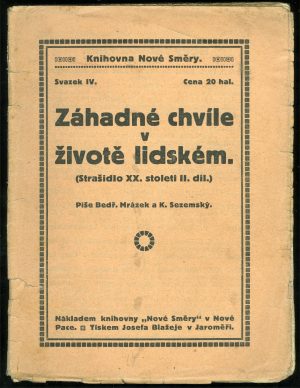 Knihovna Nové Směry.
Svazek IV. Cena 20 hal.
Záhadné chvíle
v
životě lidském.
(Strašidlo XX. století II. díl.)
Píše Bedř. Mrázek a K. Sezemský.
Nákladem knihovny „Nové Směry" v Nové
Pace. Tiskem Josefa Blažeje v Jaroměři.